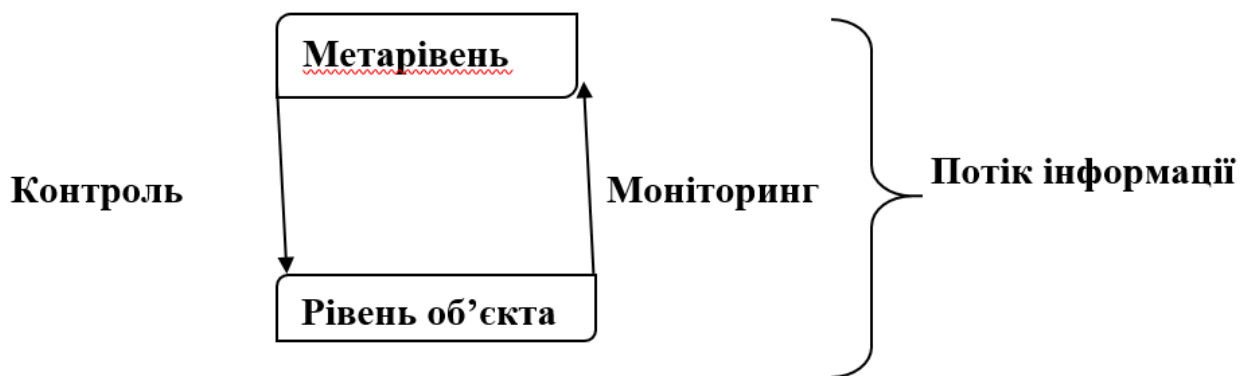 Метарівень
Контроль
Моніторинг
Потік інформації
Рівень об’єкта